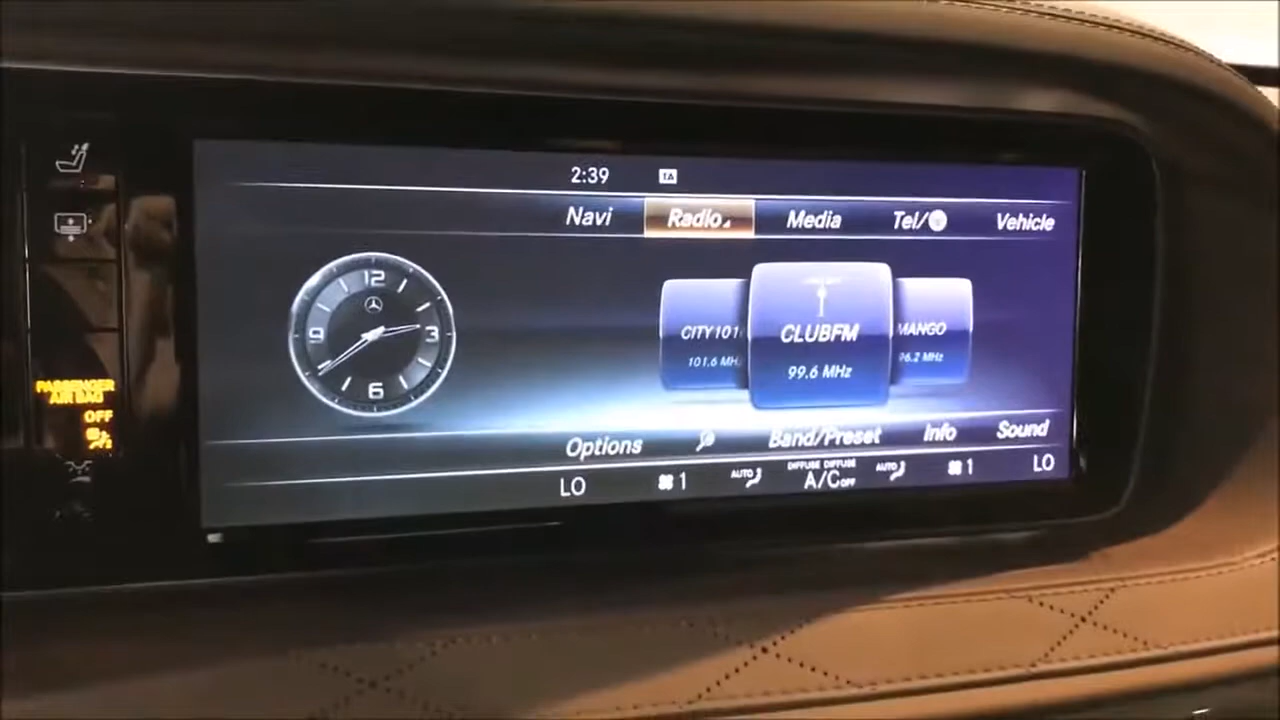 2:39 TA
Navi Radio Media Tel/ Vehicle
12
9 3
6
CITY101 CLUBFM MANGO
101.6 MH 99.6 MHz 96.2 MHz
PASSENGER
AIR BAG
OFF
Options Band/Preset Info Sound
LO 1 AUTO DIFFUSE DIFFUSE AUTO 1 LO
A/C OFF